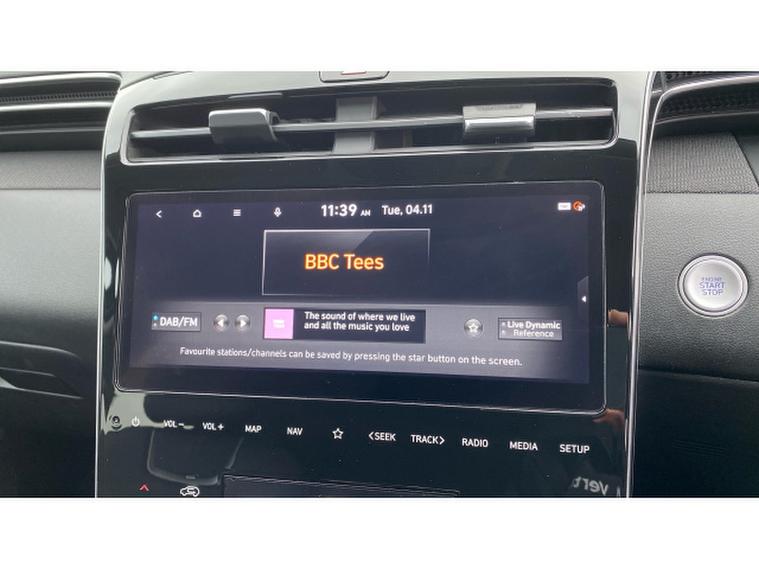 11:39 AM Tue, 04.11
BBC Tees
DAB/FM
The sound of where we live
and all the music you love
Live Dynamic
Reference
Favourite stations/channels can be saved by pressing the star button on the screen.
ENGINE
START
STOP
VOL− VOL+ MAP NAV <SEEK TRACK> RADIO MEDIA SETUP